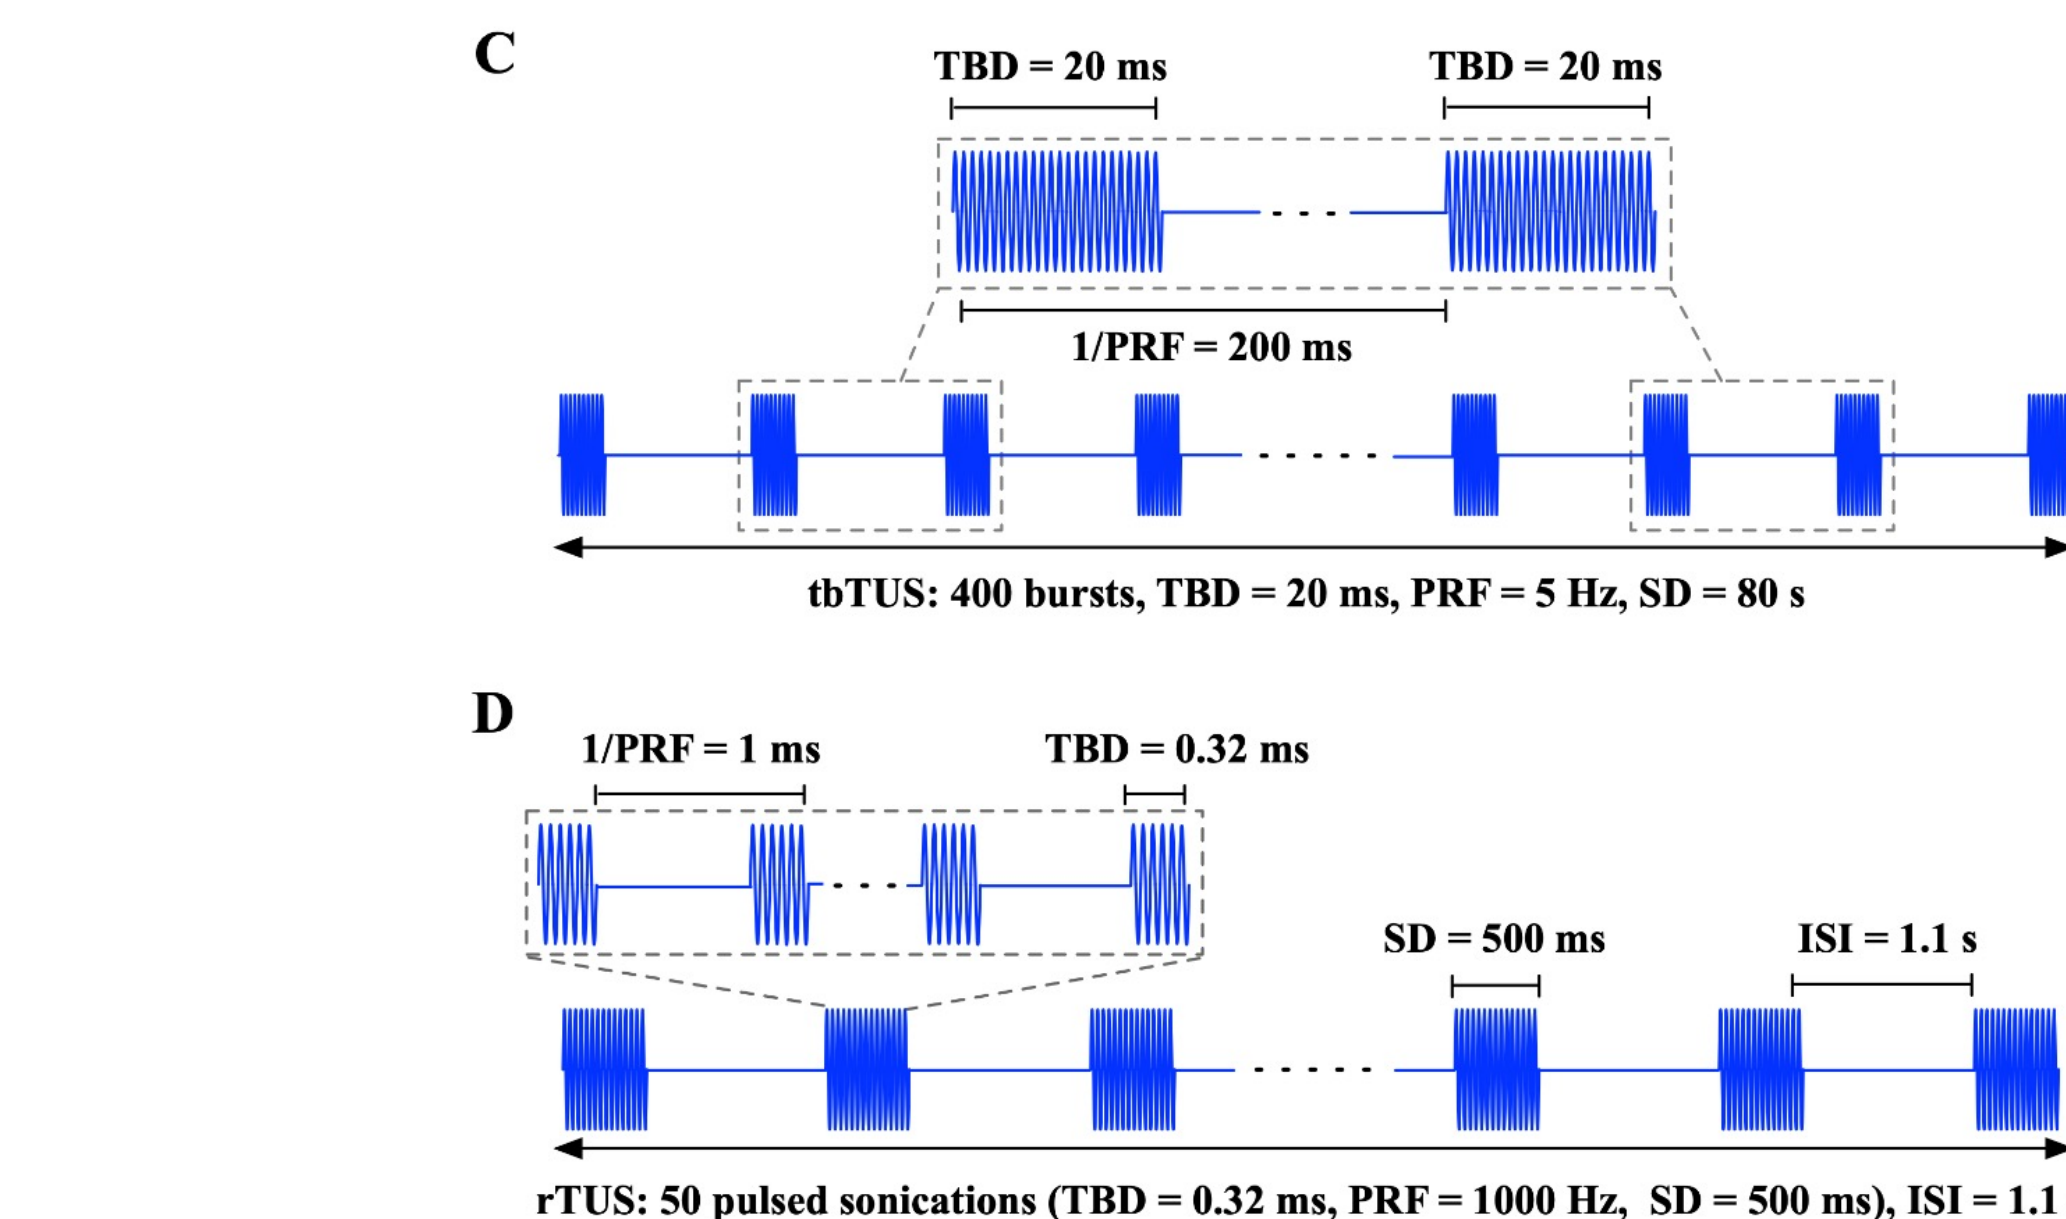 C
TBD = 20 ms TBD = 20 ms
1/PRF = 200 ms
tbTUS: 400 bursts, TBD = 20 ms, PRF = 5 Hz, SD = 80 s
D
1/PRF = 1 ms TBD = 0.32 ms
SD = 500 ms ISI = 1.1 s
rTUS: 50 pulsed sonications (TBD = 0.32 ms, PRF = 1000 Hz, SD = 500 ms), ISI = 1.1